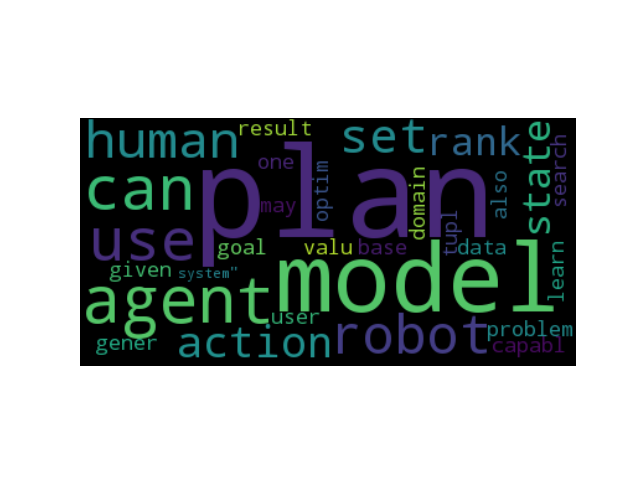 human
result
set
rank
state
search
can
plan
one
may
optim
domain
also
use
goal
valu
base
tupl
data
given
system"
model
learn
agent
user
robot
problem
gener
action
capabl